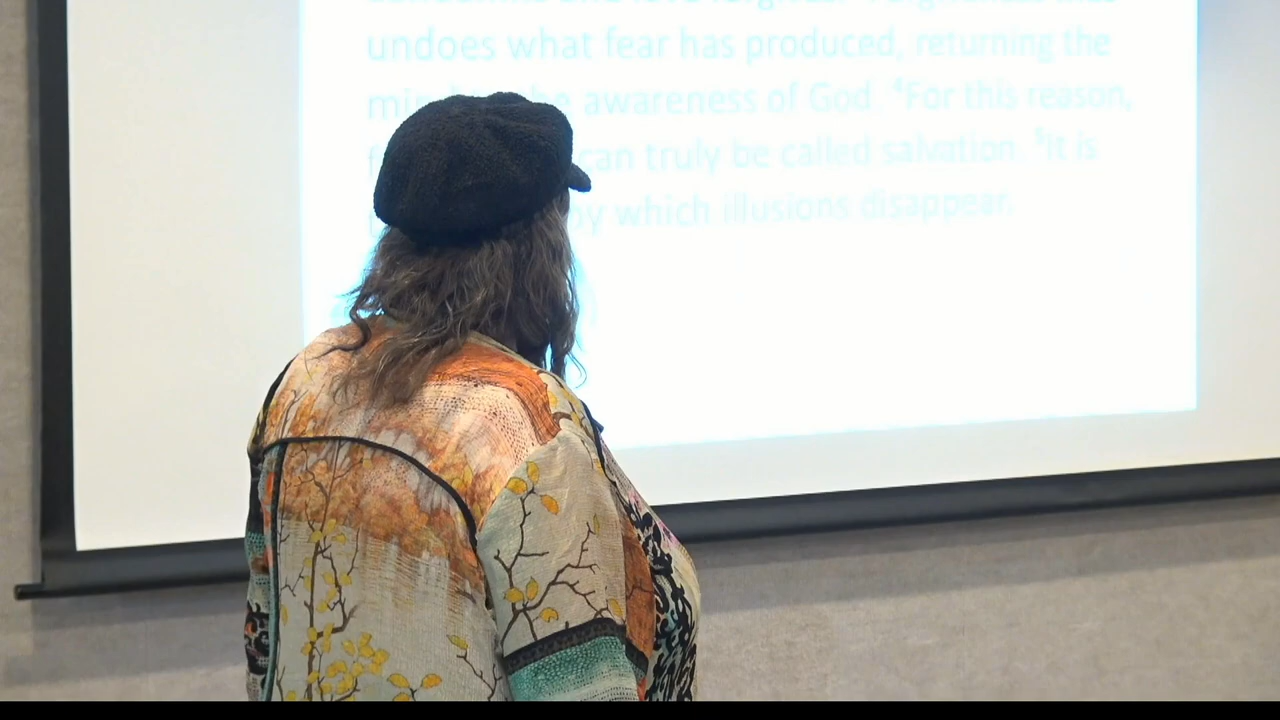 undoes what fear has produced, returning the
awareness of God. ⁴For this reason,
can truly be called salvation. ⁵It is
by which illusions disappear.